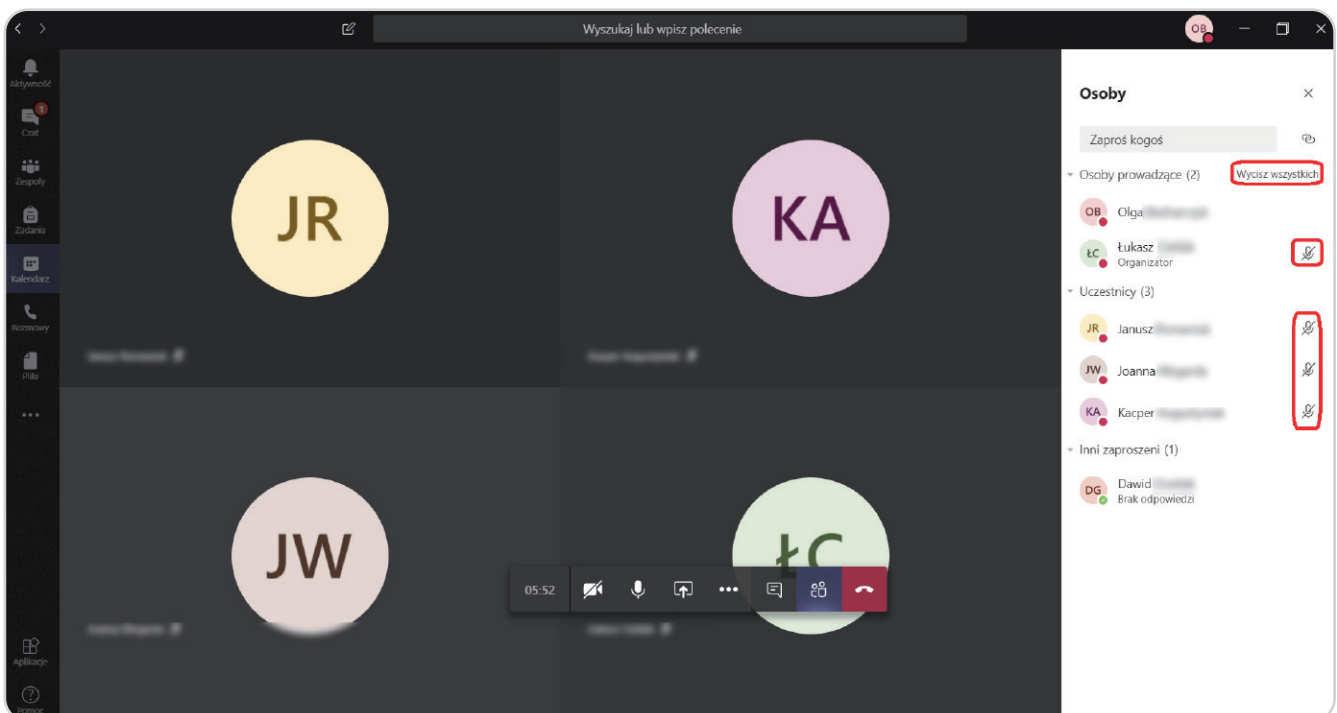 Wyszukaj lub wpisz polecenie
OB
Aktywność
1
Czat
Zespoły
Zadania
Kalendarz
Rozmowy
Pliki
Aplikacje
Pomoc
JR
KA
JW
ŁC
05:52
Osoby
Zaproś kogoś
Osoby prowadzące (2) Wycisz wszystkich
OB Olga
ŁC Łukasz
Organizator
Uczestnicy (3)
JR Janusz
JW Joanna
KA Kacper
Inni zaproszeni (1)
DG Dawid
Brak odpowiedzi